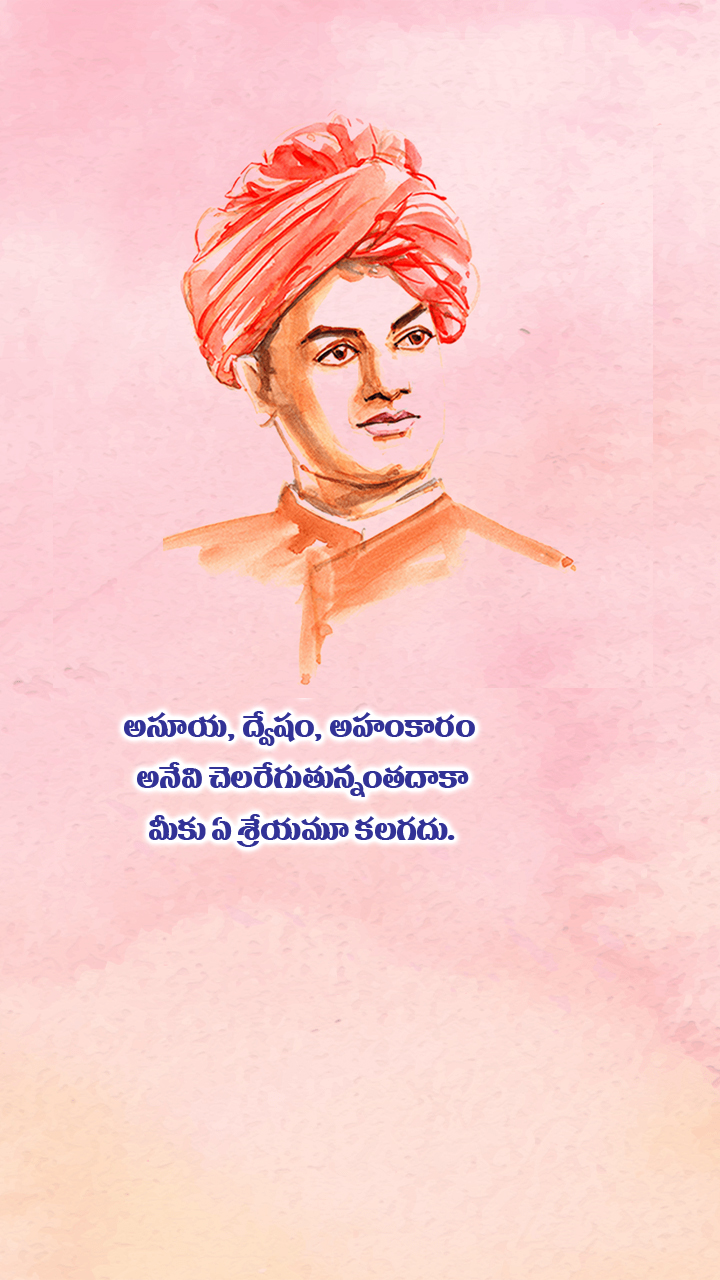 అసూయ, ద్వేషం, అహంకారం
అనేవి చెలరేగుతున్నంతదాకా
మీకు ఏ శ్రేయమూ కలగదు.